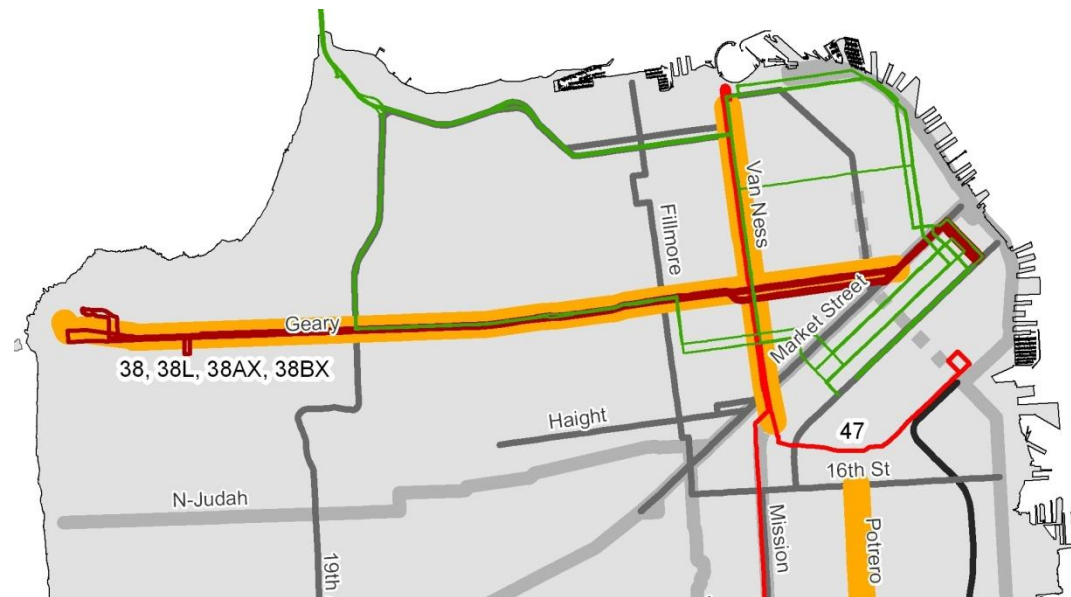 Van Ness
Fillmore
Geary
Market Street
38, 38L, 38AX, 38BX
Haight
47
16th St
N-Judah
Mission
Potrero
19th